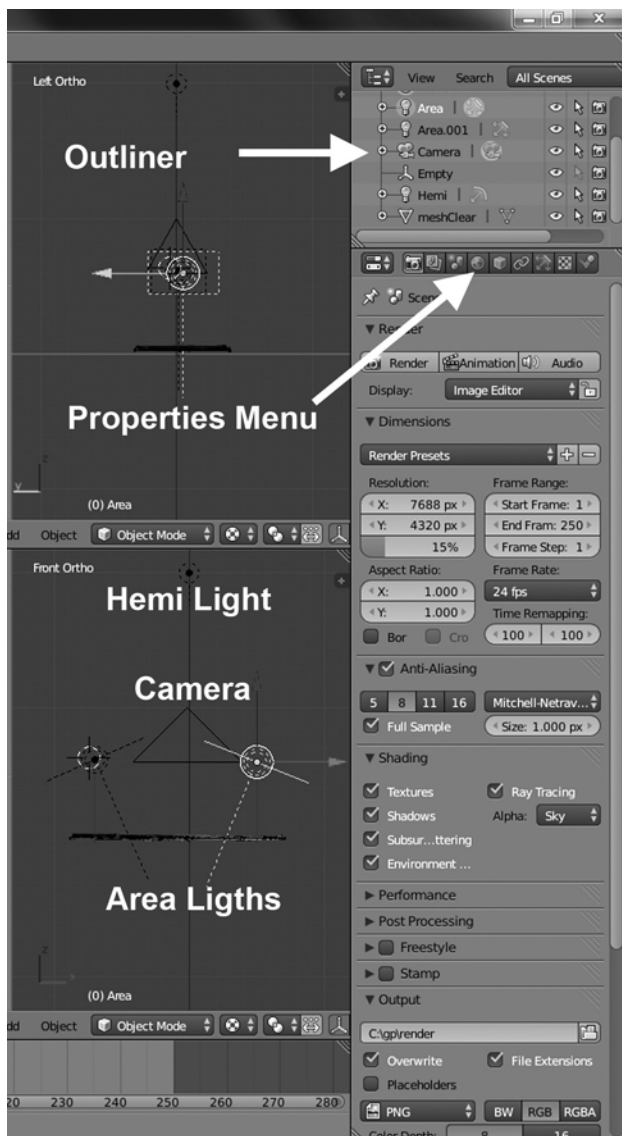 Left Ortho
View Search All Scenes
Area
Area.001
Outliner
Camera
Empty
Hemi
meshClear
Scene
Render
Render Animation Audio
Display: Image Editor
Properties Menu
Dimensions
Render Presets
Resolution: Frame Range:
X: 7688 px Start Frame: 1
Y: 4320 px End Fram: 250
15% Frame Step: 1
y z
(0) Area
dd Object Object Mode
Aspect Ratio: Frame Rate:
X: 1.000 24 fps
Y: 1.000 Time Remapping:
Bor Cro 100 100
Front Ortho
Hemi Light
Camera
Anti-Aliasing
5 8 11 16 Mitchell-Netrav...
Full Sample Size: 1.000 px
Shading
Textures Ray Tracing
Shadows Alpha: Sky
Subsur...ttering
Environment ...
Area Ligths
Performance
Post Processing
Freestyle
Stamp
z
(0) Area
Output
dd Object Object Mode
C:\gp\render
Overwrite File Extensions
Placeholders
20 230 240 250 260 270 280
PNG BW RGB RGBA
Color Depth: 8 16